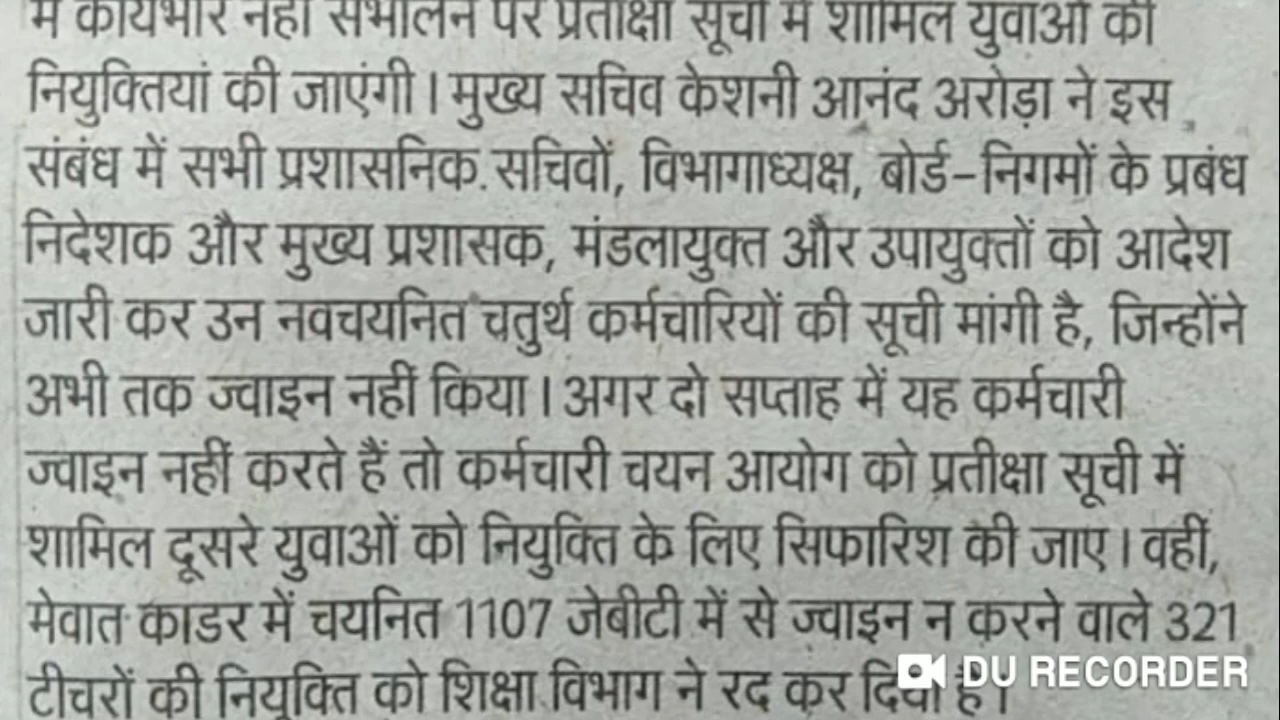 में कार्यभार नहीं संभालने पर प्रतीक्षा सूची में शामिल युवाओं की
नियुक्तियां की जाएंगी। मुख्य सचिव केशनी आनंद अरोड़ा ने इस
संबंध में सभी प्रशासनिक सचिवों, विभागाध्यक्ष, बोर्ड-निगमों के प्रबंध
निदेशक और मुख्य प्रशासक, मंडलायुक्त और उपायुक्तों को आदेश
जारी कर उन नवचयनित चतुर्थ कर्मचारियों की सूची मांगी है, जिन्होंने
अभी तक ज्वाइन नहीं किया। अगर दो सप्ताह में यह कर्मचारी
ज्वाइन नहीं करते हैं तो कर्मचारी चयन आयोग को प्रतीक्षा सूची में
शामिल दूसरे युवाओं को नियुक्ति के लिए सिफारिश की जाए। वहीं,
मेवात काडर में चयनित 1107 जेबीटी में से ज्वाइन न करने वाले 321
टीचरों की नियुक्ति को शिक्षा विभाग ने रद कर दिया है।
DU RECORDER